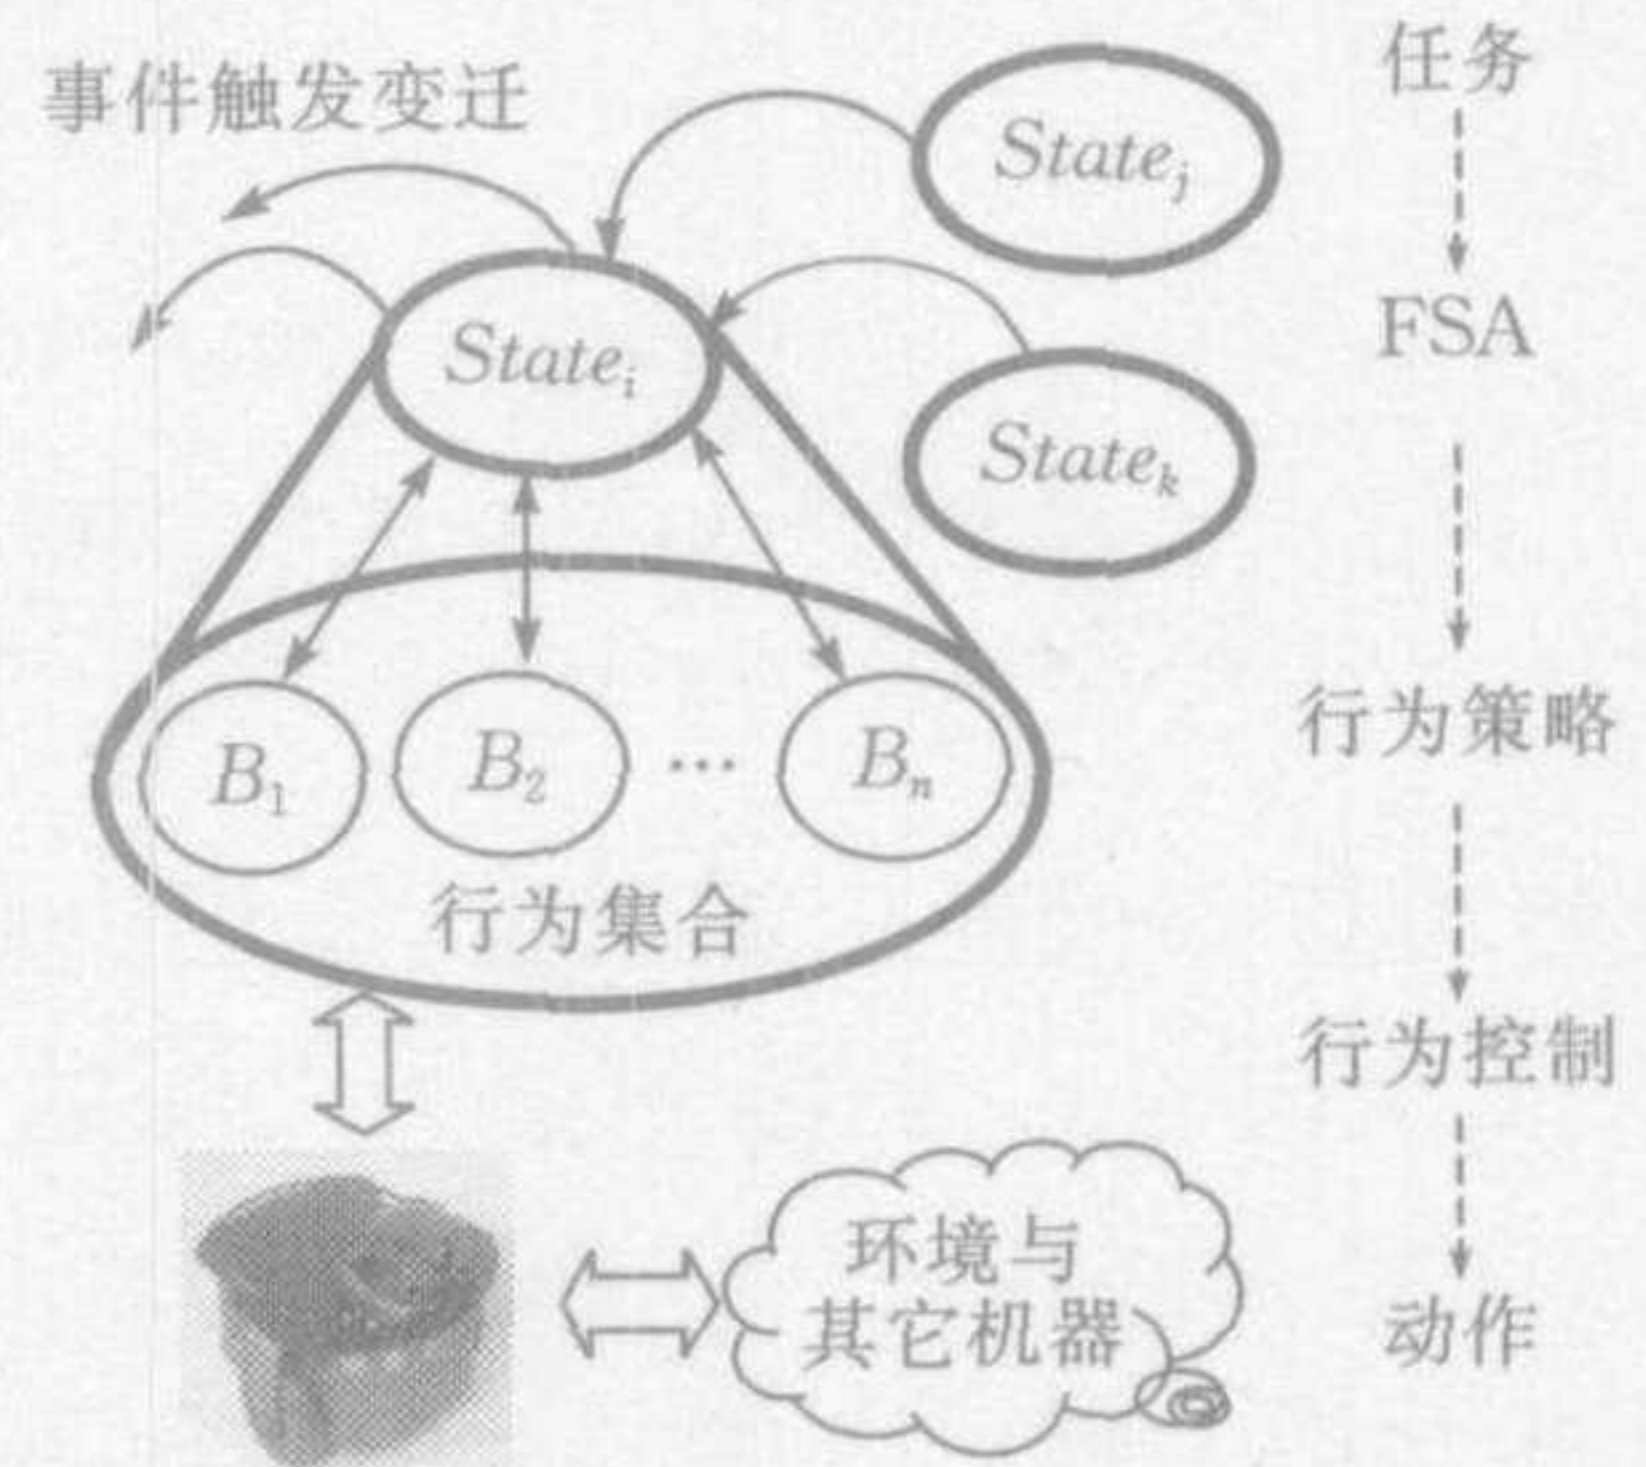 事件触发变迁
State_j
State_i
State_k
B_1
B_2
…
B_n
行为集合
环境与
其它机器
任务
FSA
行为策略
行为控制
动作